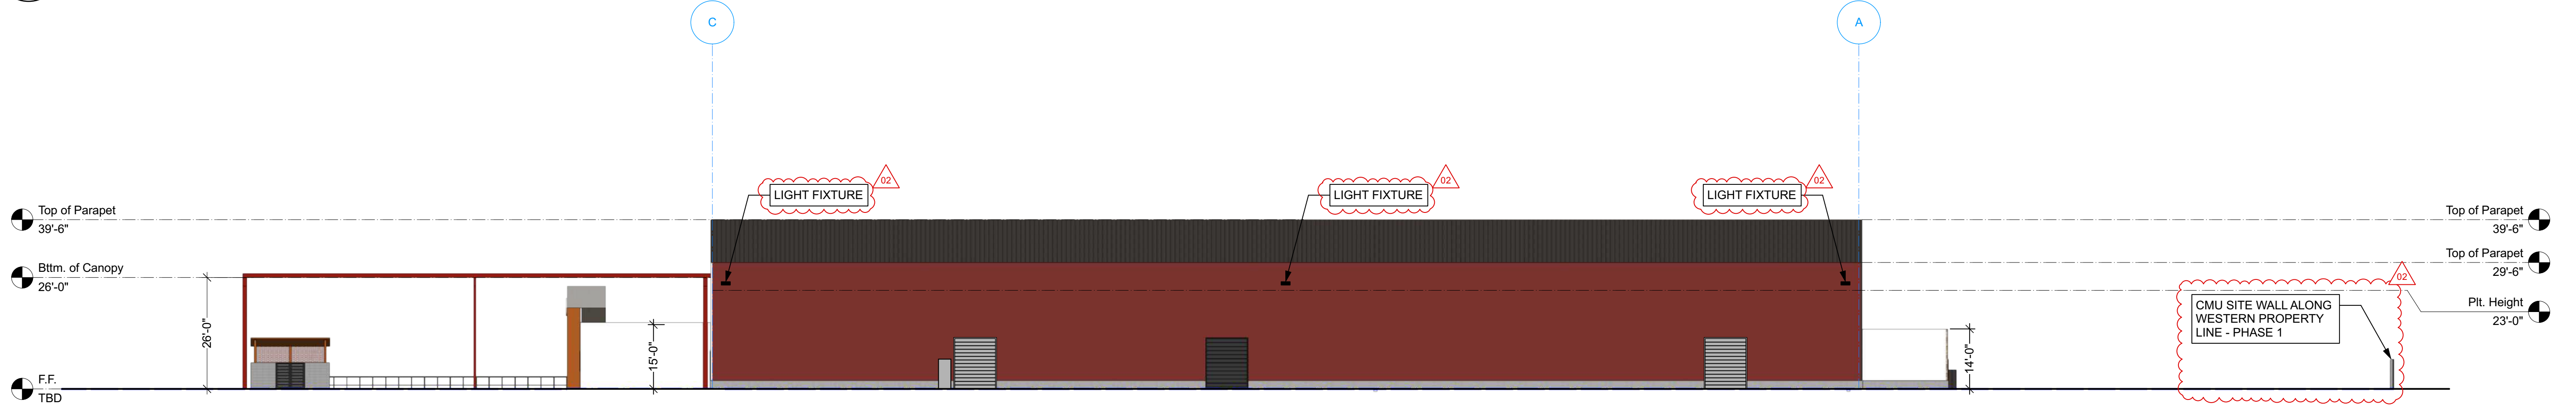 C
A
02
02
02
LIGHT FIXTURE
LIGHT FIXTURE
LIGHT FIXTURE
Top of Parapet
39'-6"
Top of Parapet
39'-6"
Bttm. of Canopy
26'-0"
Top of Parapet
29'-6"
02
CMU SITE WALL ALONG
WESTERN PROPERTY
LINE - PHASE 1
Plt. Height
23'-0"
26'-0"
15'-0"
14'-0"
F.F.
TBD